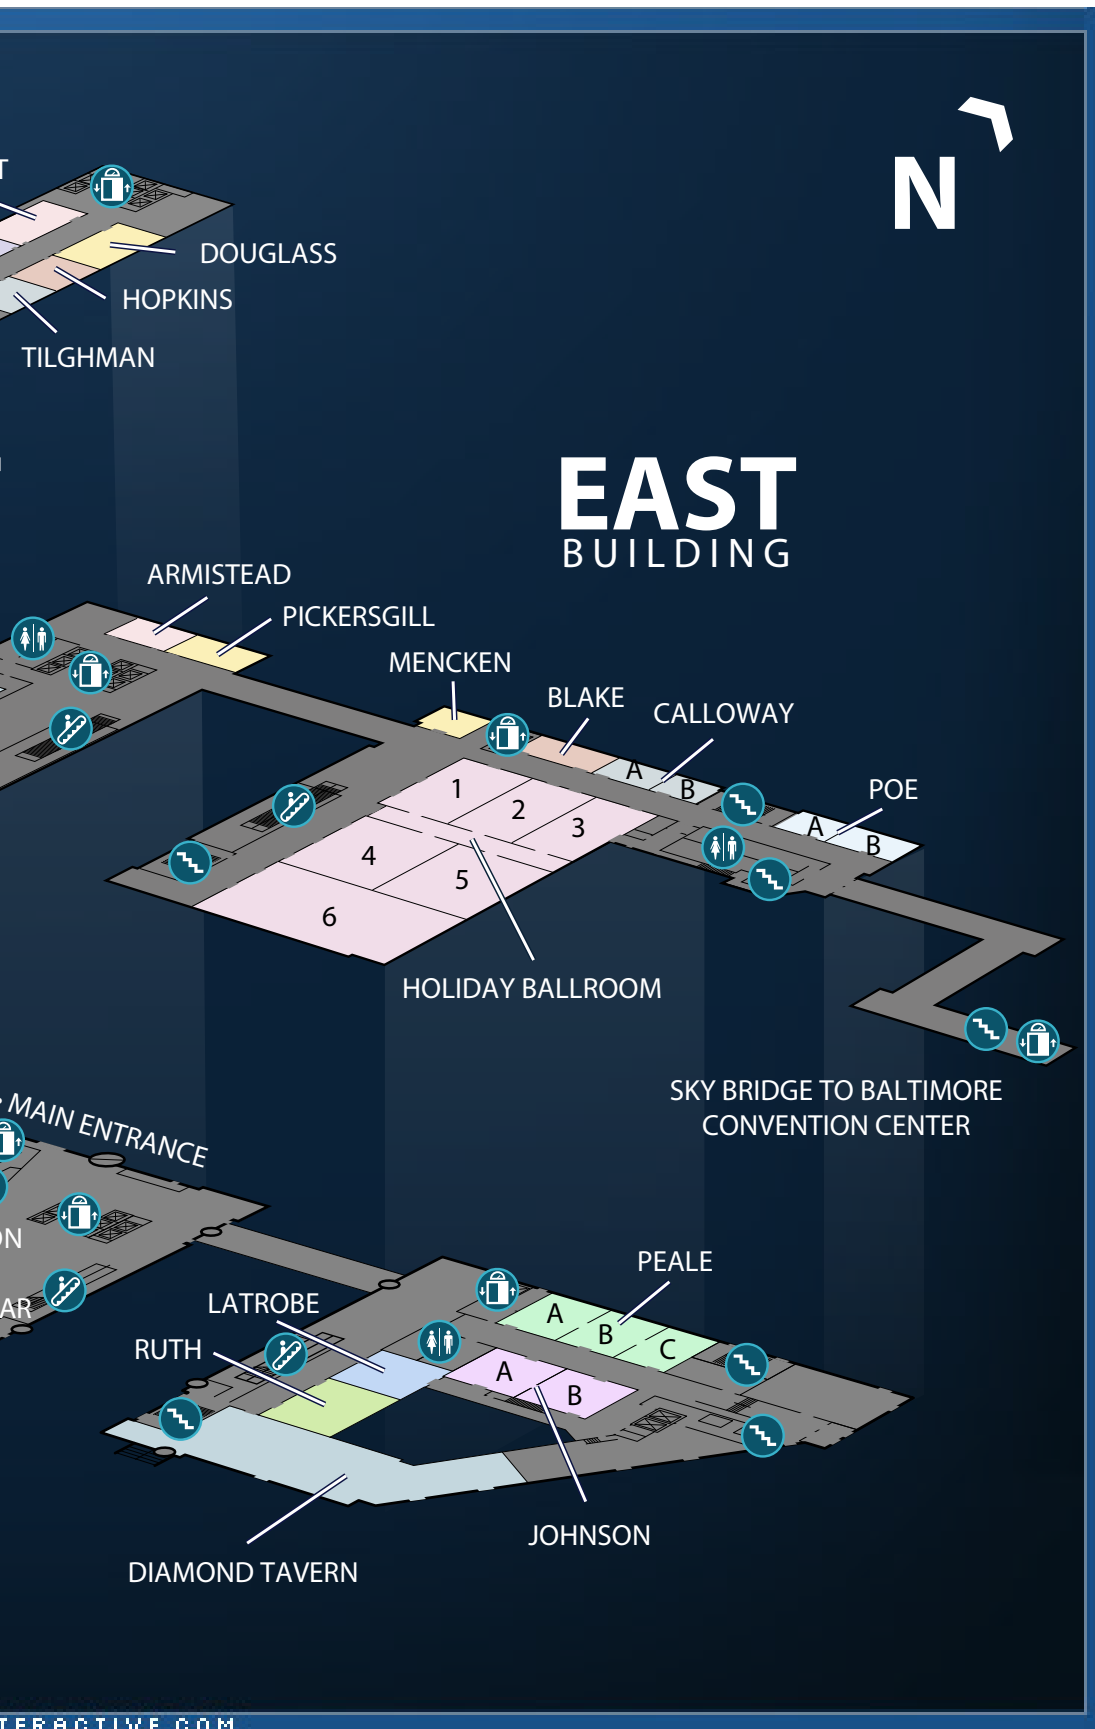 N
DOUGLASS
HOPKINS
TILGHMAN
EAST
BUILDING
ARMISTEAD
PICKERSGILL
MENCKEN
BLAKE
CALLOWAY
A
B
POE
A
B
1
2
3
4
5
6
HOLIDAY BALLROOM
SKY BRIDGE TO BALTIMORE
CONVENTION CENTER
MAIN ENTRANCE
PEALE
A
B
C
LATROBE
RUTH
A
B
JOHNSON
DIAMOND TAVERN